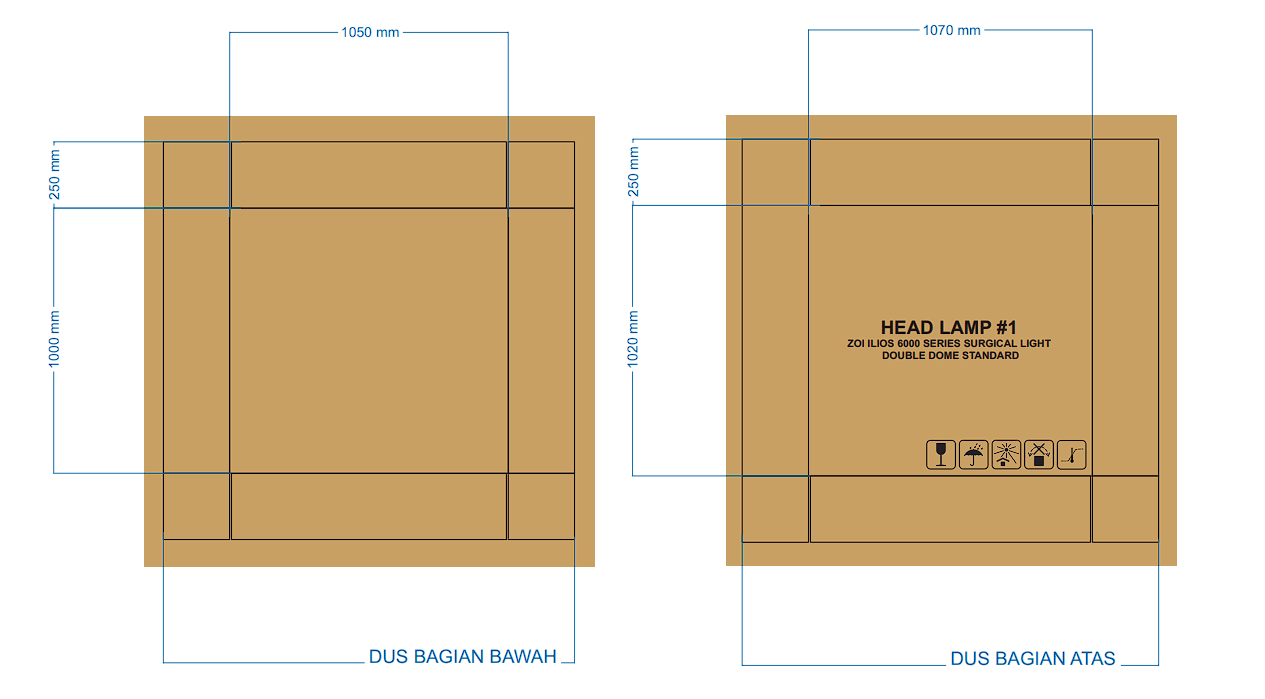 1050 mm
250 mm
1000 mm
DUS BAGIAN BAWAH
1070 mm
250 mm
1020 mm
HEAD LAMP #1
ZOI ILIOS 6000 SERIES SURGICAL LIGHT
DOUBLE DOME STANDARD
DUS BAGIAN ATAS